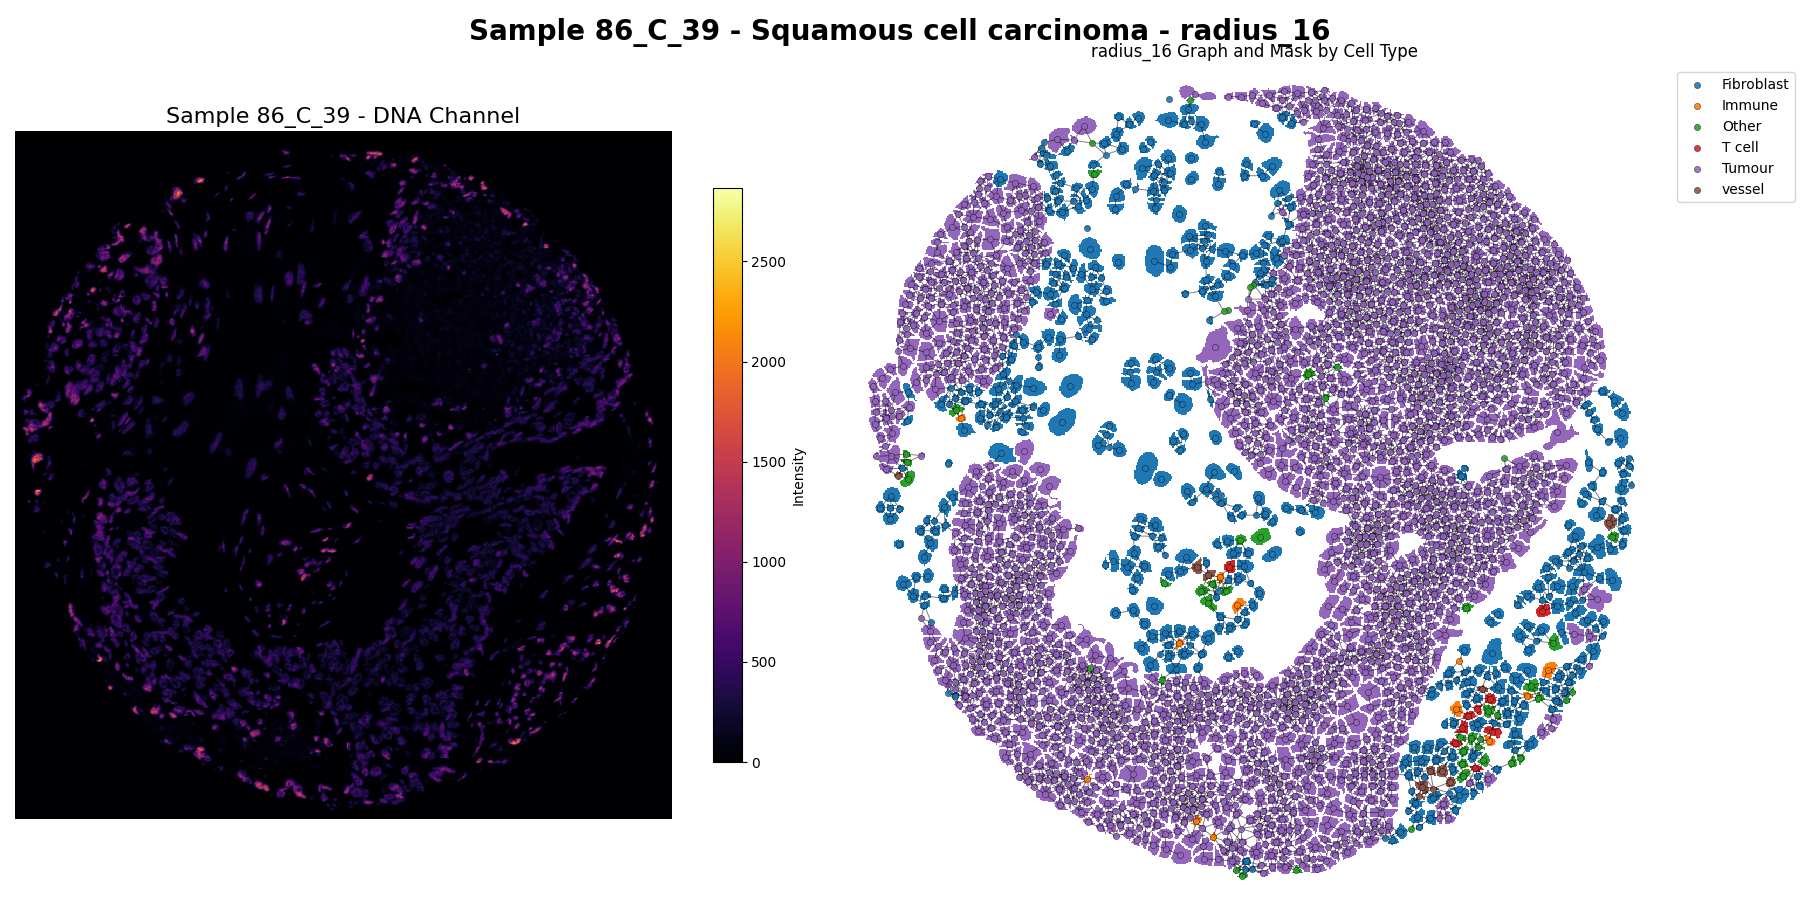 Sample 86_C_39 - Squamous cell carcinoma - radius_16
Sample 86_C_39 - DNA Channel
2500
2000
1500
1000
500
0
Intensity
radius_16 Graph and Mask by Cell Type
Fibroblast
Immune
Other
T cell
Tumour
vessel